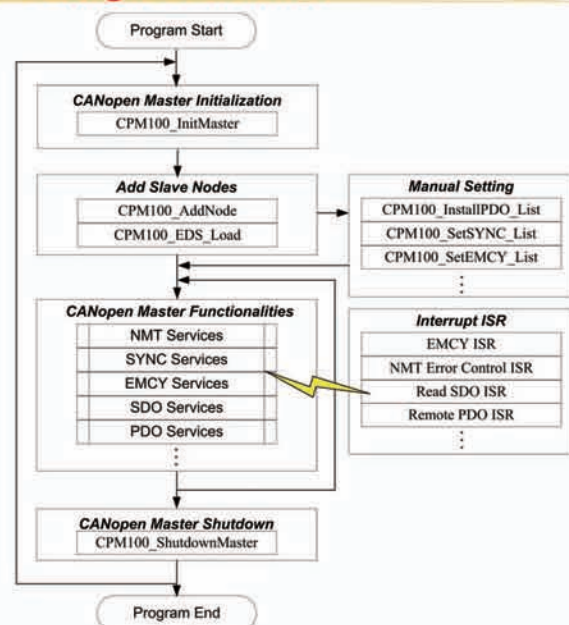 Program Start
CANopen Master Initialization
CPM100_InitMaster
Add Slave Nodes
CPM100_AddNode
CPM100_EDS_Load
Manual Setting
CPM100_InstallPDO_List
CPM100_SetSYNC_List
CPM100_SetEMCY_List
CANopen Master Functionalities
NMT Services
SYNC Services
EMCY Services
SDO Services
PDO Services
Interrupt ISR
EMCY ISR
NMT Error Control ISR
Read SDO ISR
Remote PDO ISR
CANopen Master Shutdown
CPM100_ShutdownMaster
Program End